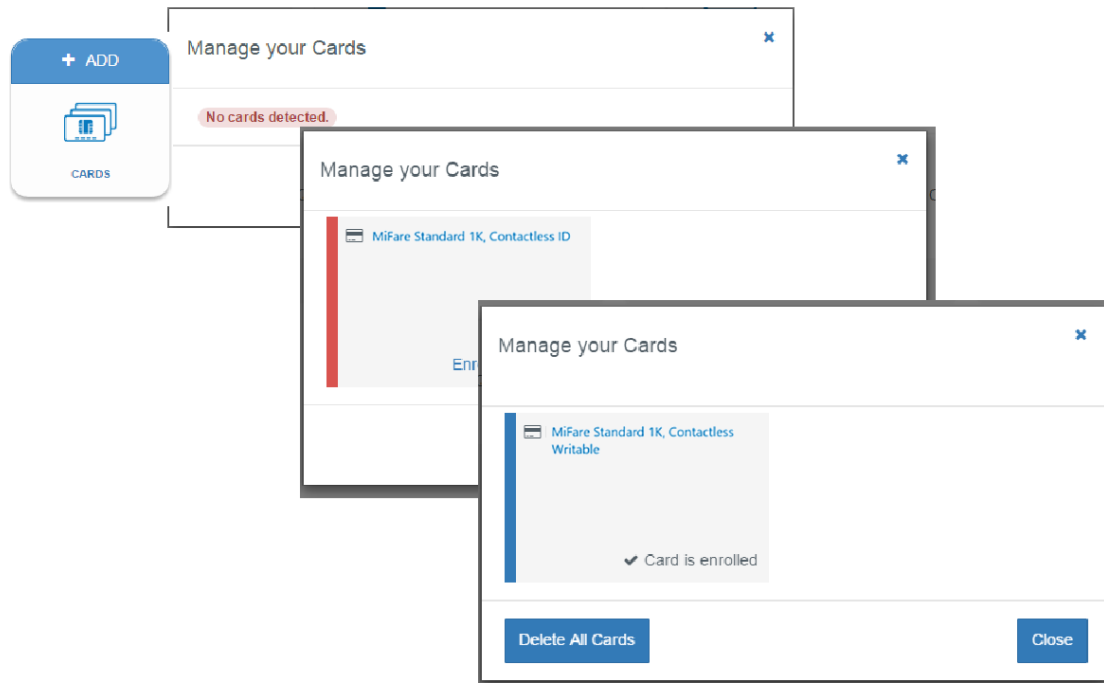 + ADD
CARDS
Manage your Cards
No cards detected.
Manage your Cards
MiFare Standard 1K, Contactless ID
Manage your Cards
MiFare Standard 1K, Contactless
Writable
Card is enrolled
Delete All Cards
Close